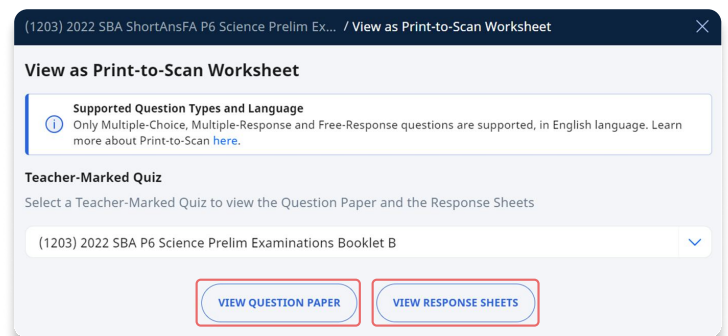 (1203) 2022 SBA ShortAnsFA P6 Science Prelim Ex... / View as Print-to-Scan Worksheet
View as Print-to-Scan Worksheet
Supported Question Types and Language
Only Multiple-Choice, Multiple-Response and Free-Response questions are supported, in English language. Learn
more about Print-to-Scan here.
Teacher-Marked Quiz
Select a Teacher-Marked Quiz to view the Question Paper and the Response Sheets
(1203) 2022 SBA P6 Science Prelim Examinations Booklet B
VIEW QUESTION PAPER VIEW RESPONSE SHEETS